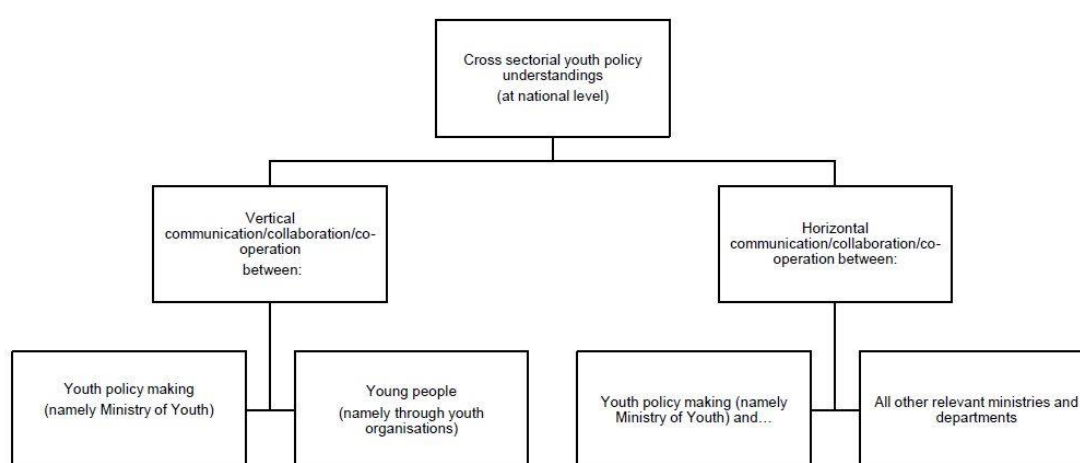 Cross sectorial youth policy
understandings
(at national level)
Vertical
communication/collaboration/co-
operation
between:
Horizontal
communication/collaboration/co-
operation between:
Youth policy making
(namely Ministry of Youth)
Young people
(namely through youth
organisations)
Youth policy making (namely
Ministry of Youth) and…
All other relevant ministries and
departments